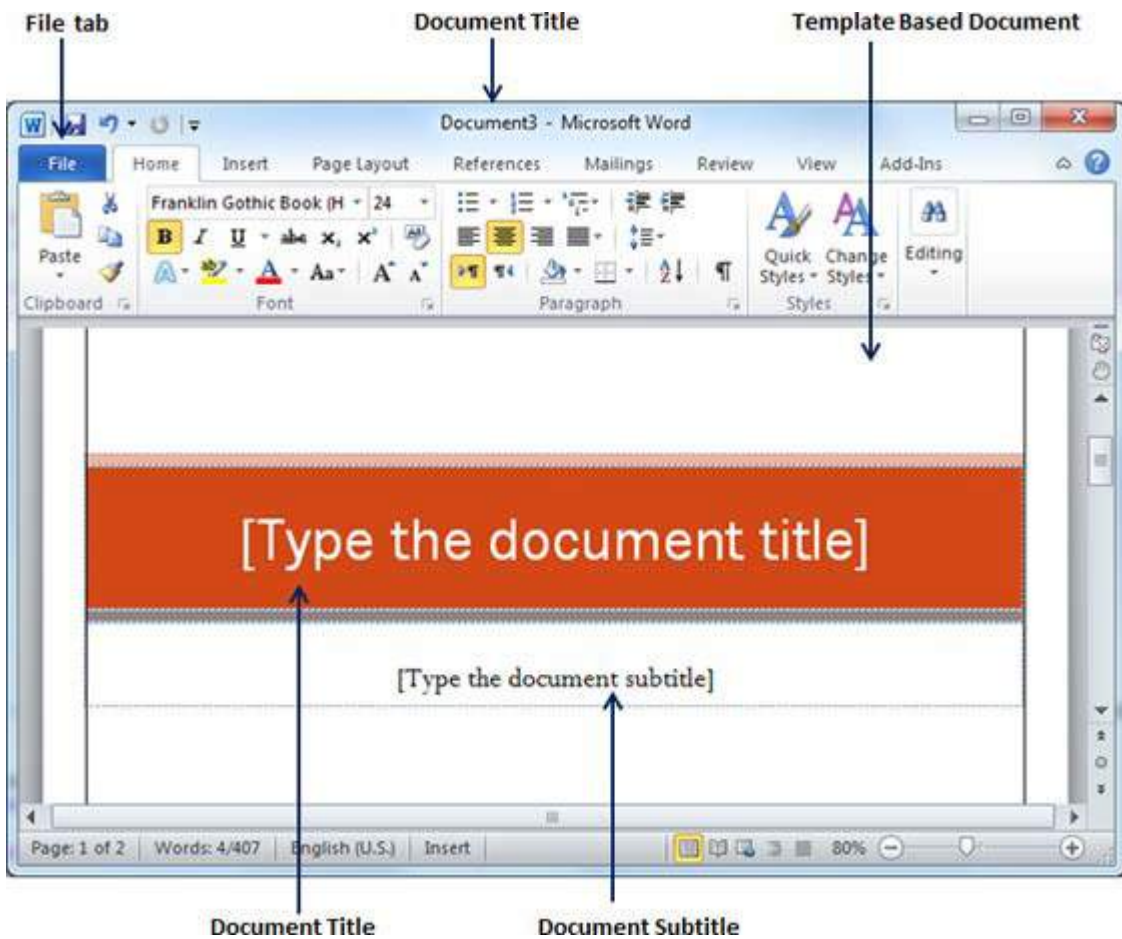 File tab Document Title Template Based Document
W
Document3 - Microsoft Word
File Home Insert Page Layout References Mailings Review View Add-Ins ?
Franklin Gothic Book (H 24
B I U abc x, x²
Paste Quick Styles Change Styles Editing
A A Aa A A
Clipboard Font Paragraph Styles
[Type the document title]
[Type the document subtitle]
Page: 1 of 2 Words: 4/407 English (U.S.) Insert 80%
Document Title Document Subtitle